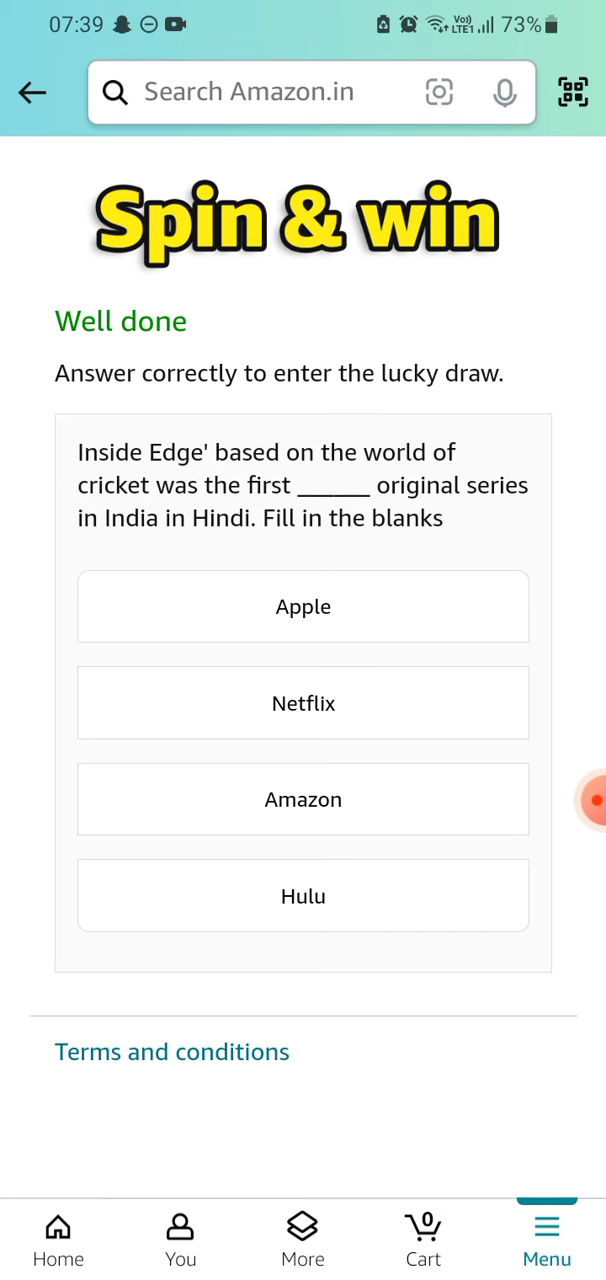 07:39 Vo) LTE1 73%
Search Amazon.in
Spin & win
Well done
Answer correctly to enter the lucky draw.
Inside Edge' based on the world of
cricket was the first ______ original series
in India in Hindi. Fill in the blanks
Apple
Netflix
Amazon
Hulu
Terms and conditions
0
Home You More Cart Menu